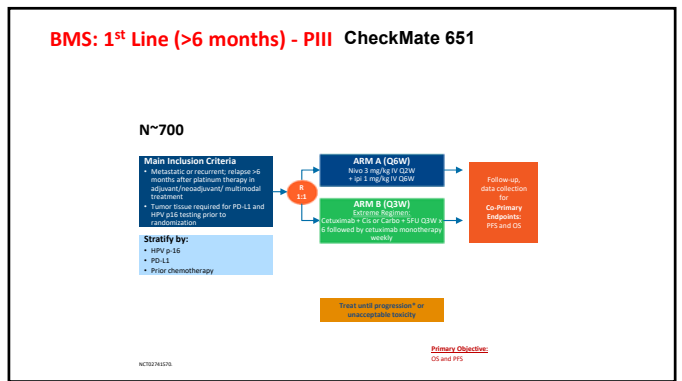 BMS: 1st Line (>6 months) - PIII CheckMate 651
N~700
Main Inclusion Criteria
• Metastatic or recurrent; relapse >6
months after platinum therapy in
adjuvant/neoadjuvant/ multimodal
treatment
• Tumor tissue required for PD-L1 and
HPV p16 testing prior to
randomization
Stratify by:
• HPV p-16
• PD-L1
• Prior chemotherapy
R
1:1
ARM A (Q6W)
Nivo 3 mg/kg IV Q2W
+ Ipi 1 mg/kg IV Q6W
ARM B (Q3W)
Extreme Regimen:
Cetuximab + Cis or Carbo + 5FU Q3W ×
6 followed by cetuximab monotherapy
weekly
Follow-up,
data collection
for
Co-Primary
Endpoints:
PFS and OS
Treat until progression* or
unacceptable toxicity
Primary Objective:
OS and PFS
NCT02741570